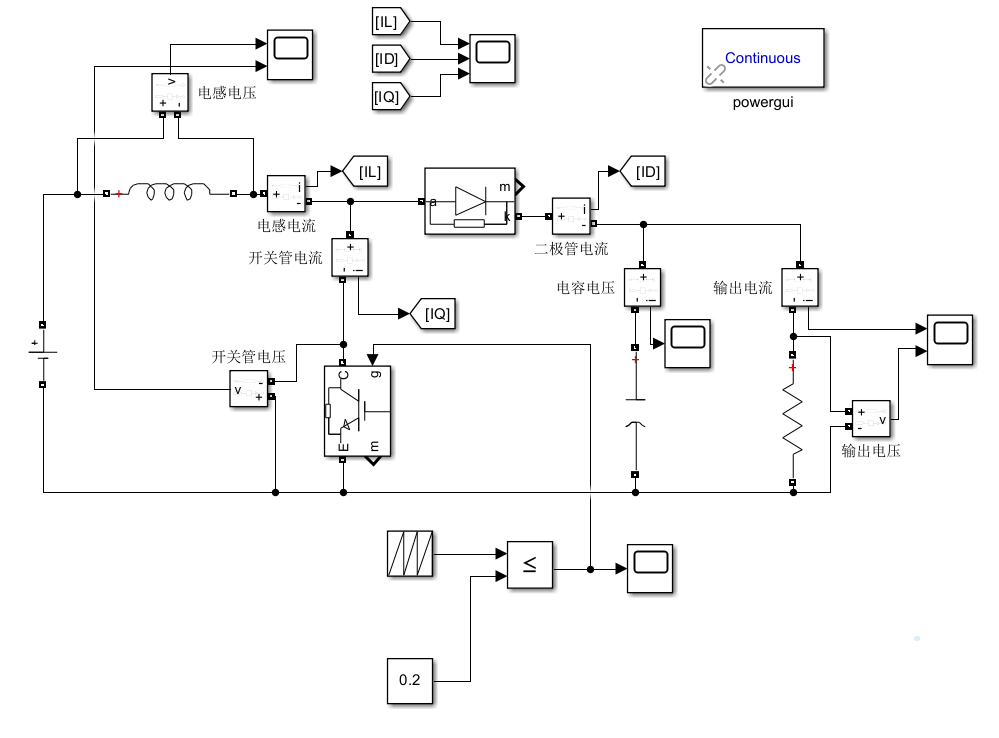 [IL]
[ID]
[IQ]
Continuous
powergui
v
+ -
电感电压
+
i
+
-
电感电流
[IL]
a
m
k
i
+
-
二极管电流
[ID]
开关管电流
+
- i
[IQ]
电容电压
+
- i
输出电流
+
- i
+
开关管电压
v
-
+
C
g
E
m
+
+
+
-
v
输出电压
≤
0.2